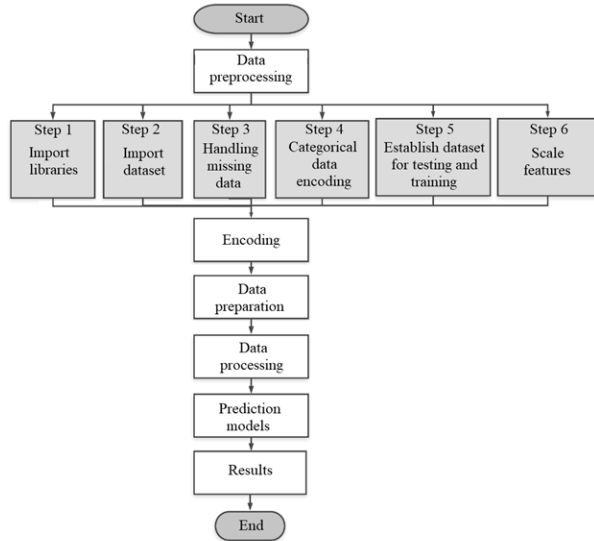 Start
Data
preprocessing
Step 1
Import
libraries
Step 2
Import
dataset
Step 3
Handling
missing
data
Step 4
Categorical
data
encoding
Step 5
Establish dataset
for testing and
training
Step 6
Scale
features
Encoding
Data
preparation
Data
processing
Prediction
models
Results
End